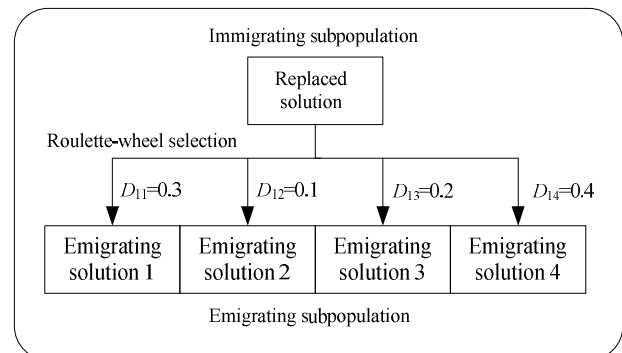 Immigrating subpopulation
Replaced
solution
Roulette-wheel selection
D11=0.3
D12=0.1
D13=0.2
D14=0.4
Emigrating
solution 1
Emigrating
solution 2
Emigrating
solution 3
Emigrating
solution 4
Emigrating subpopulation